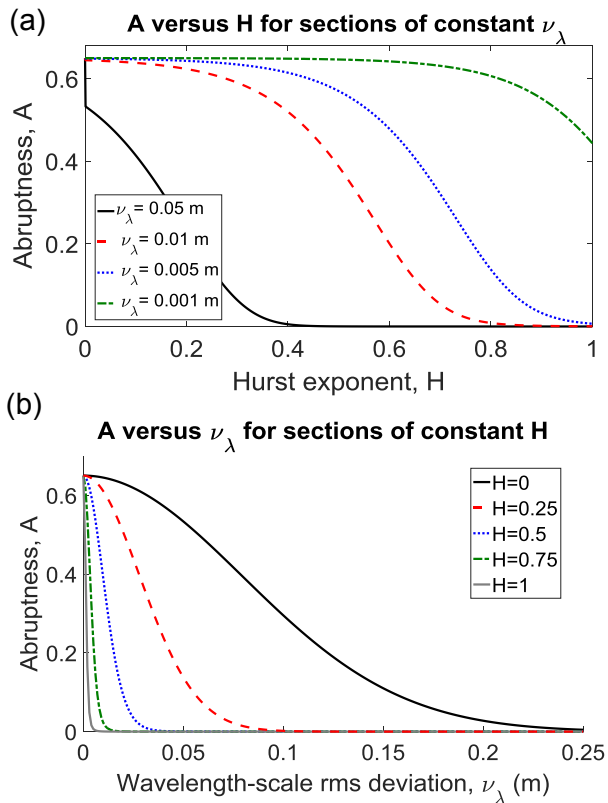 (a)
A versus H for sections of constant ν_λ
Abruptness, A
0.6
0.4
0.2
0
ν_λ= 0.05 m
ν_λ= 0.01 m
ν_λ= 0.005 m
ν_λ= 0.001 m
0 0.2 0.4 0.6 0.8 1
Hurst exponent, H
(b)
A versus ν_λ for sections of constant H
Abruptness, A
0.6
0.4
0.2
0
H=0
H=0.25
H=0.5
H=0.75
H=1
0 0.05 0.1 0.15 0.2 0.25
Wavelength-scale rms deviation, ν_λ (m)